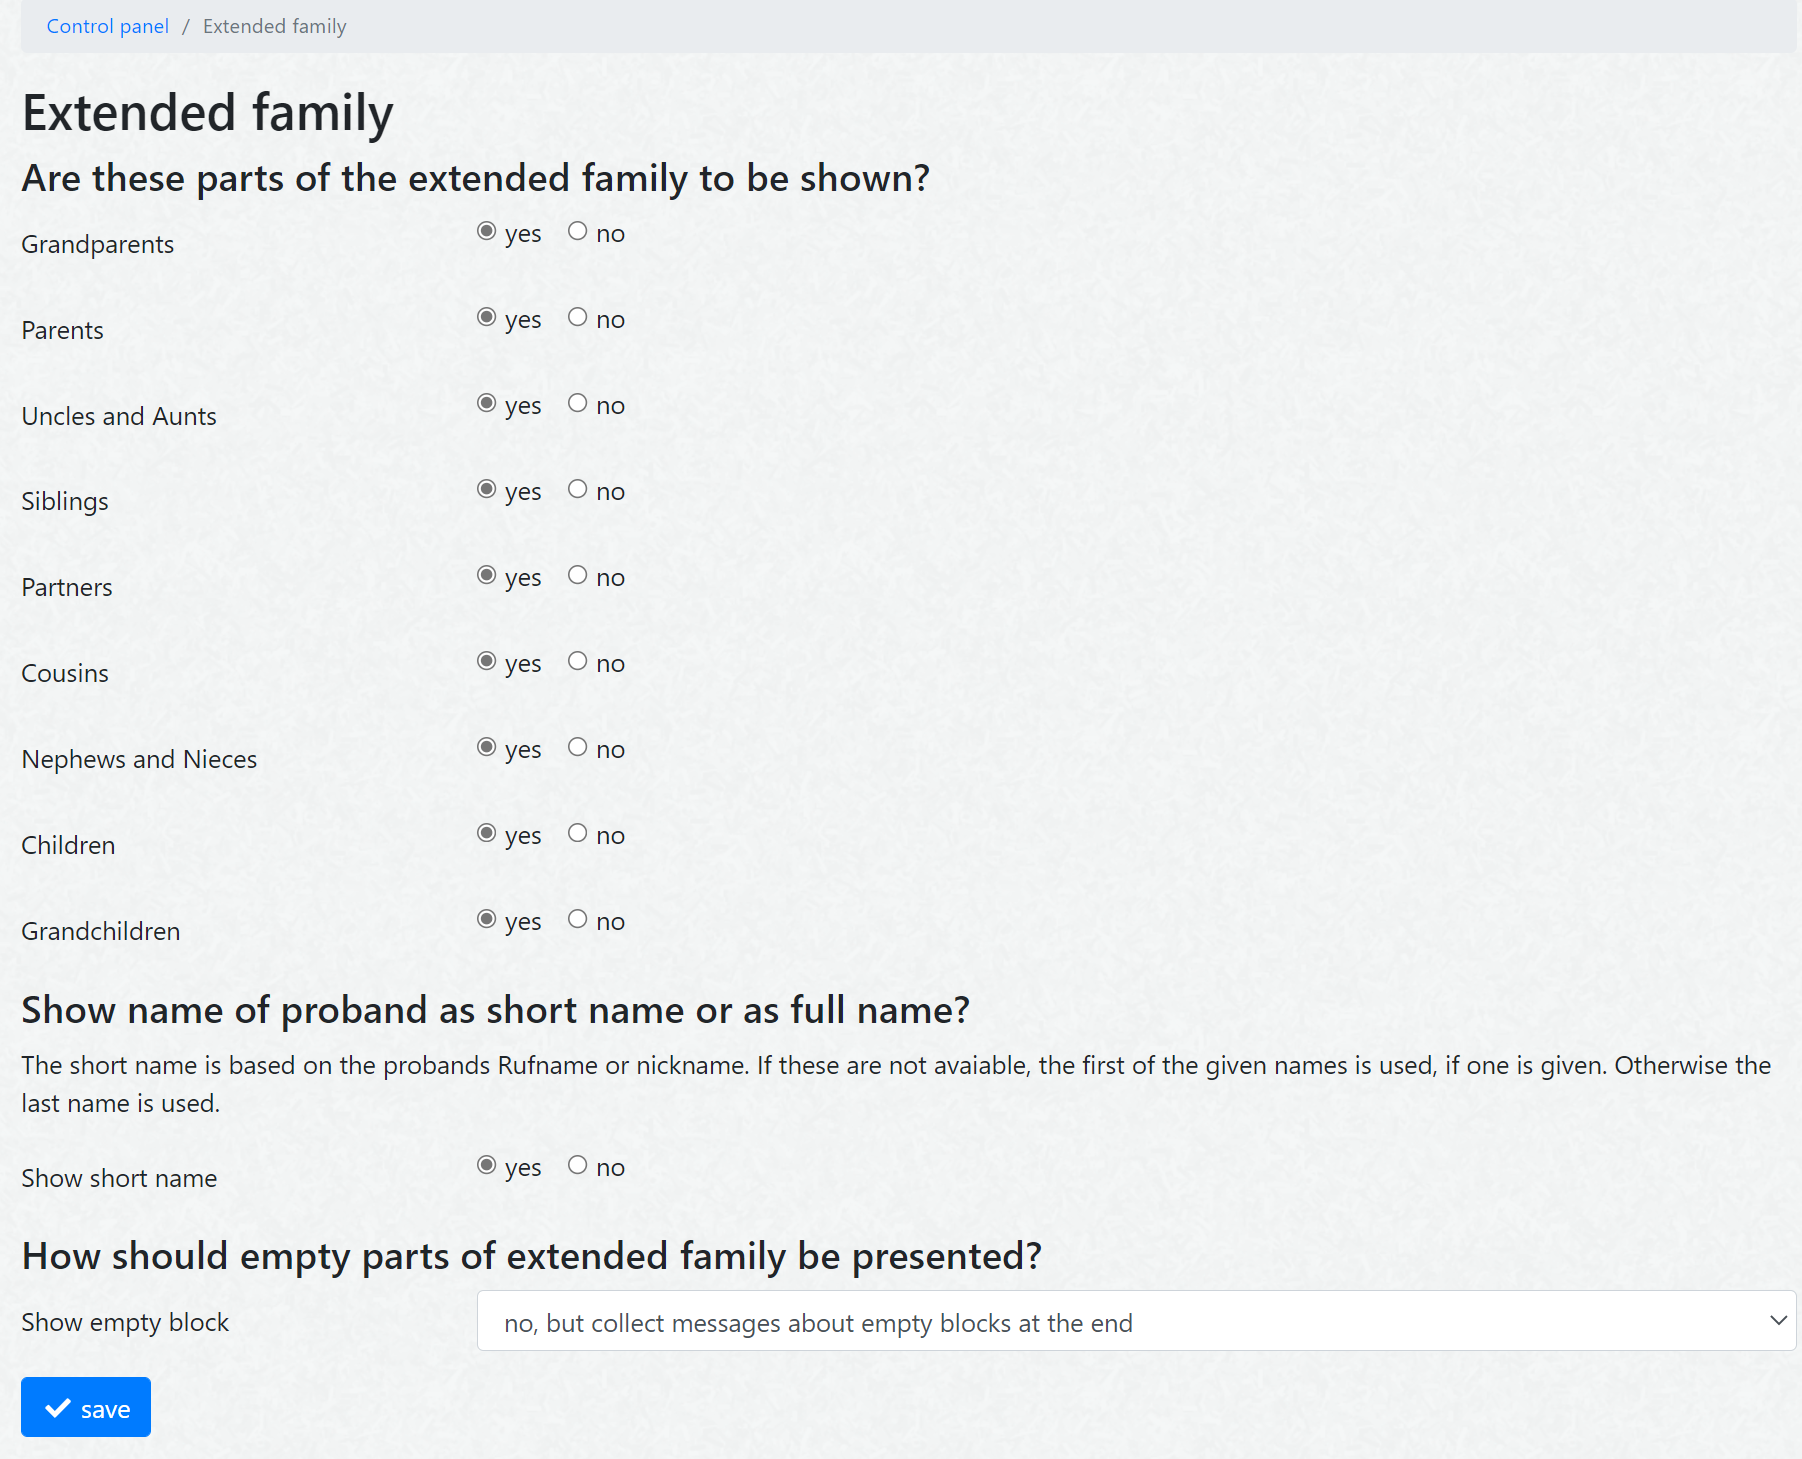 Control panel / Extended family
Extended family
Are these parts of the extended family to be shown?
Grandparents yes no
Parents yes no
Uncles and Aunts yes no
Siblings yes no
Partners yes no
Cousins yes no
Nephews and Nieces yes no
Children yes no
Grandchildren yes no
Show name of proband as short name or as full name?
The short name is based on the probands Rufname or nickname. If these are not avaiable, the first of the given names is used, if one is given. Otherwise the
last name is used.
Show short name yes no
How should empty parts of extended family be presented?
Show empty block no, but collect messages about empty blocks at the end
save